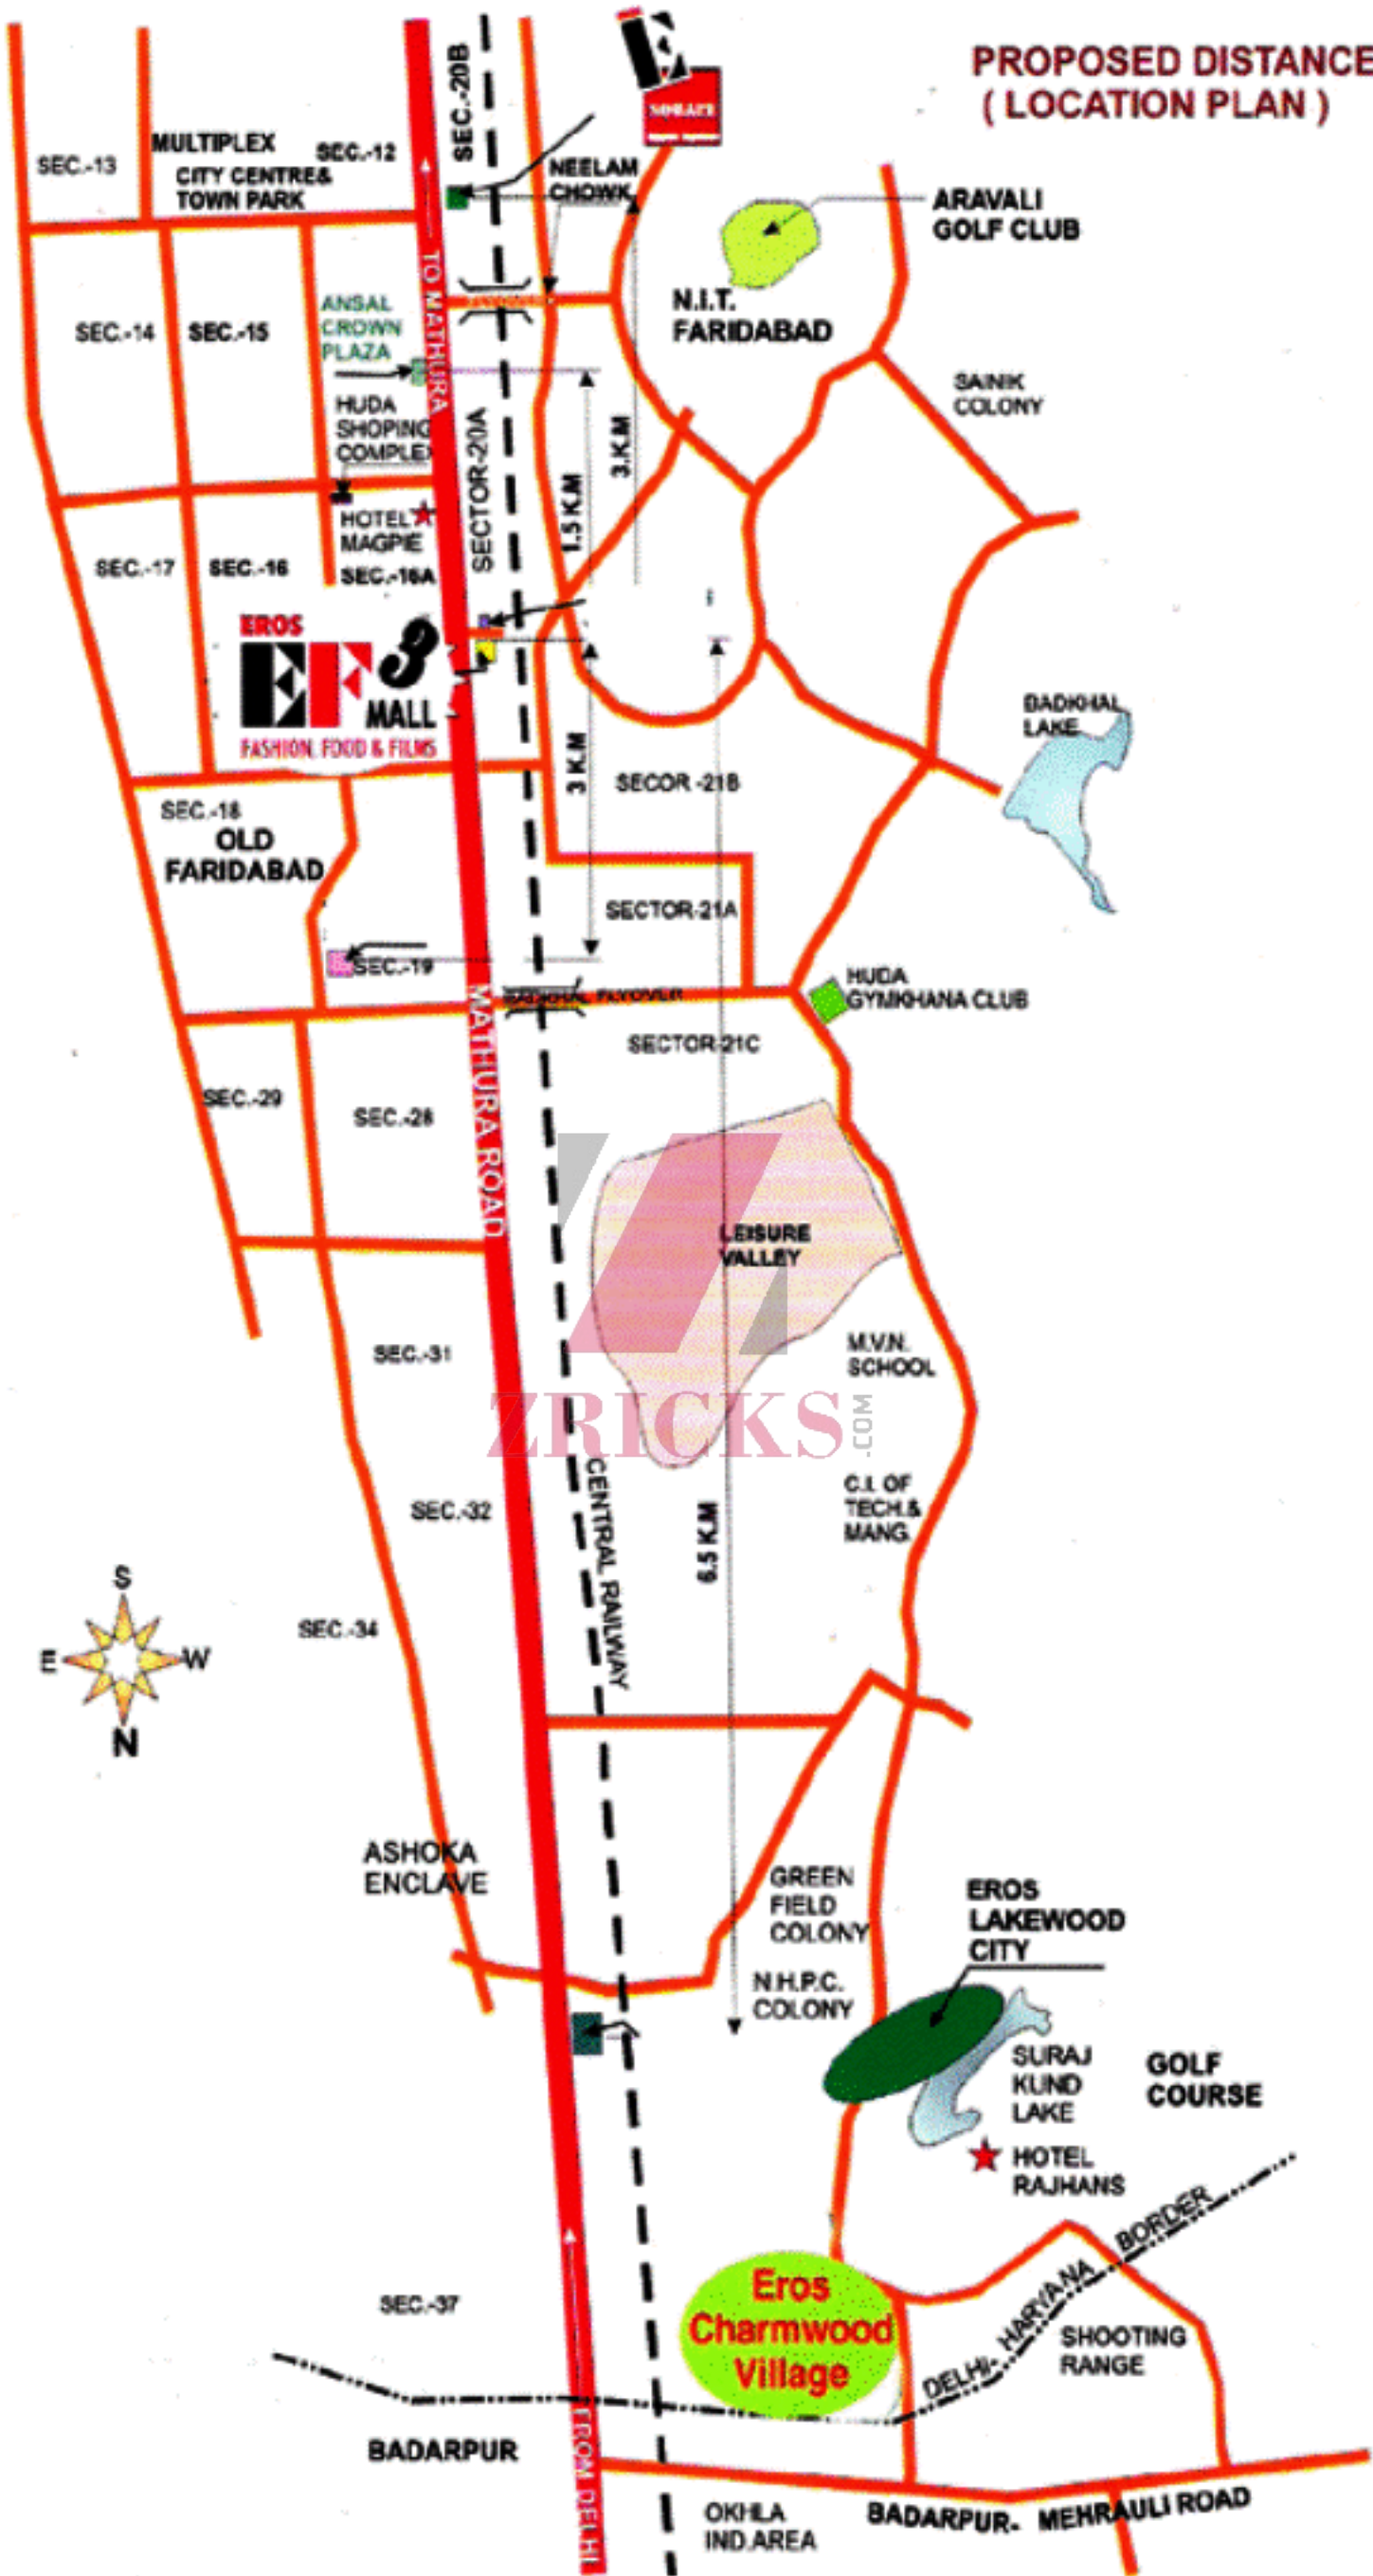 PROPOSED DISTANCE
( LOCATION PLAN )
SEC.-20B
MULTIPLEX
SEC.-12
SEC.-13
CITY CENTRE&
TOWN PARK
NEELAM
CHOWK
ARAVALI
GOLF CLUB
TO MATHURA
N.I.T.
FARIDABAD
SEC.-14
SEC.-15
ANSAL
CROWN
PLAZA
SAINIK
COLONY
HUDA
SHOPING
COMPLEX
SECTOR-20A
3.K.M
1.5 K.M
HOTEL
MAGPIE
SEC.-17
SEC.-16
SEC.-16A
EROS
EF3
MALL
FASHION, FOOD & FILMS
BADKHAL
LAKE
3 K.M
SECOR -21B
SEC.-18
OLD
FARIDABAD
SECTOR-21A
SEC.-19
HUDA
GYMKHANA CLUB
BADKHAL FLYOVER
MATHURA ROAD
SECTOR-21C
SEC.-29
SEC.-28
LEISURE
VALLEY
SEC.-31
M.V.N.
SCHOOL
ZRICKS.COM
CENTRAL RAILWAY
C.I. OF
TECH.&
MANG.
SEC.-32
6.5 K.M
S
E
W
N
SEC.-34
ASHOKA
ENCLAVE
GREEN
FIELD
COLONY
EROS
LAKEWOOD
CITY
N.H.P.C.
COLONY
SURAJ
KUND
LAKE
GOLF
COURSE
HOTEL
RAJHANS
DELHI- HARYANA BORDER
Eros
Charmwood
Village
SEC.-37
SHOOTING
RANGE
BADARPUR
FROM DELHI
BADARPUR- MEHRAULI ROAD
OKHLA
IND.AREA